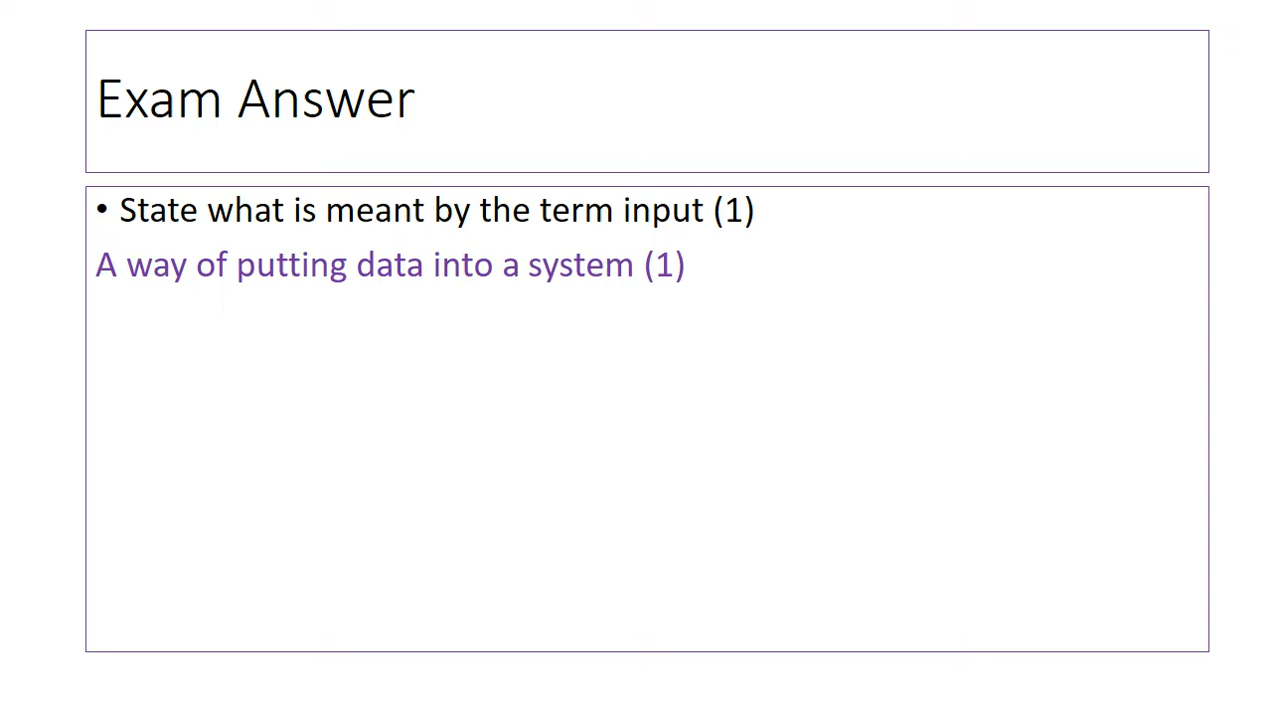 Exam Answer
• State what is meant by the term input (1)
A way of putting data into a system (1)